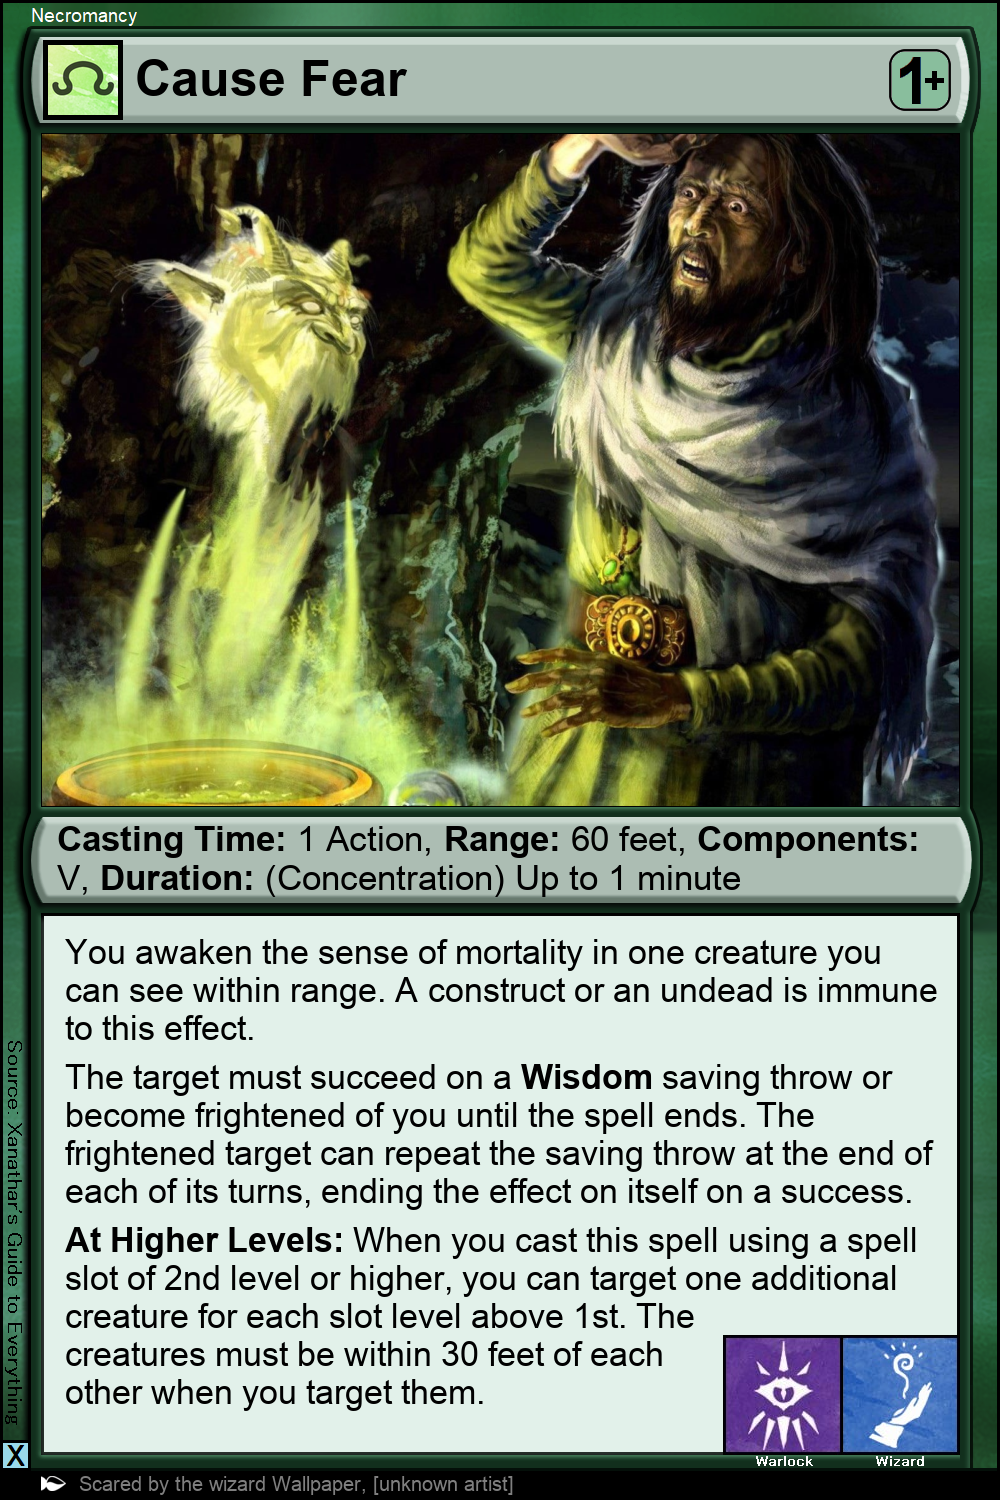 Necromancy
Cause Fear
1+
Casting Time: 1 Action, Range: 60 feet, Components:
V, Duration: (Concentration) Up to 1 minute
You awaken the sense of mortality in one creature you
can see within range. A construct or an undead is immune
to this effect.
The target must succeed on a Wisdom saving throw or
become frightened of you until the spell ends. The
frightened target can repeat the saving throw at the end of
each of its turns, ending the effect on itself on a success.
At Higher Levels: When you cast this spell using a spell
slot of 2nd level or higher, you can target one additional
creature for each slot level above 1st. The
creatures must be within 30 feet of each
other when you target them.
Warlock
Wizard
Source: Xanathar's Guide to Everything
X
Scared by the wizard Wallpaper, [unknown artist]